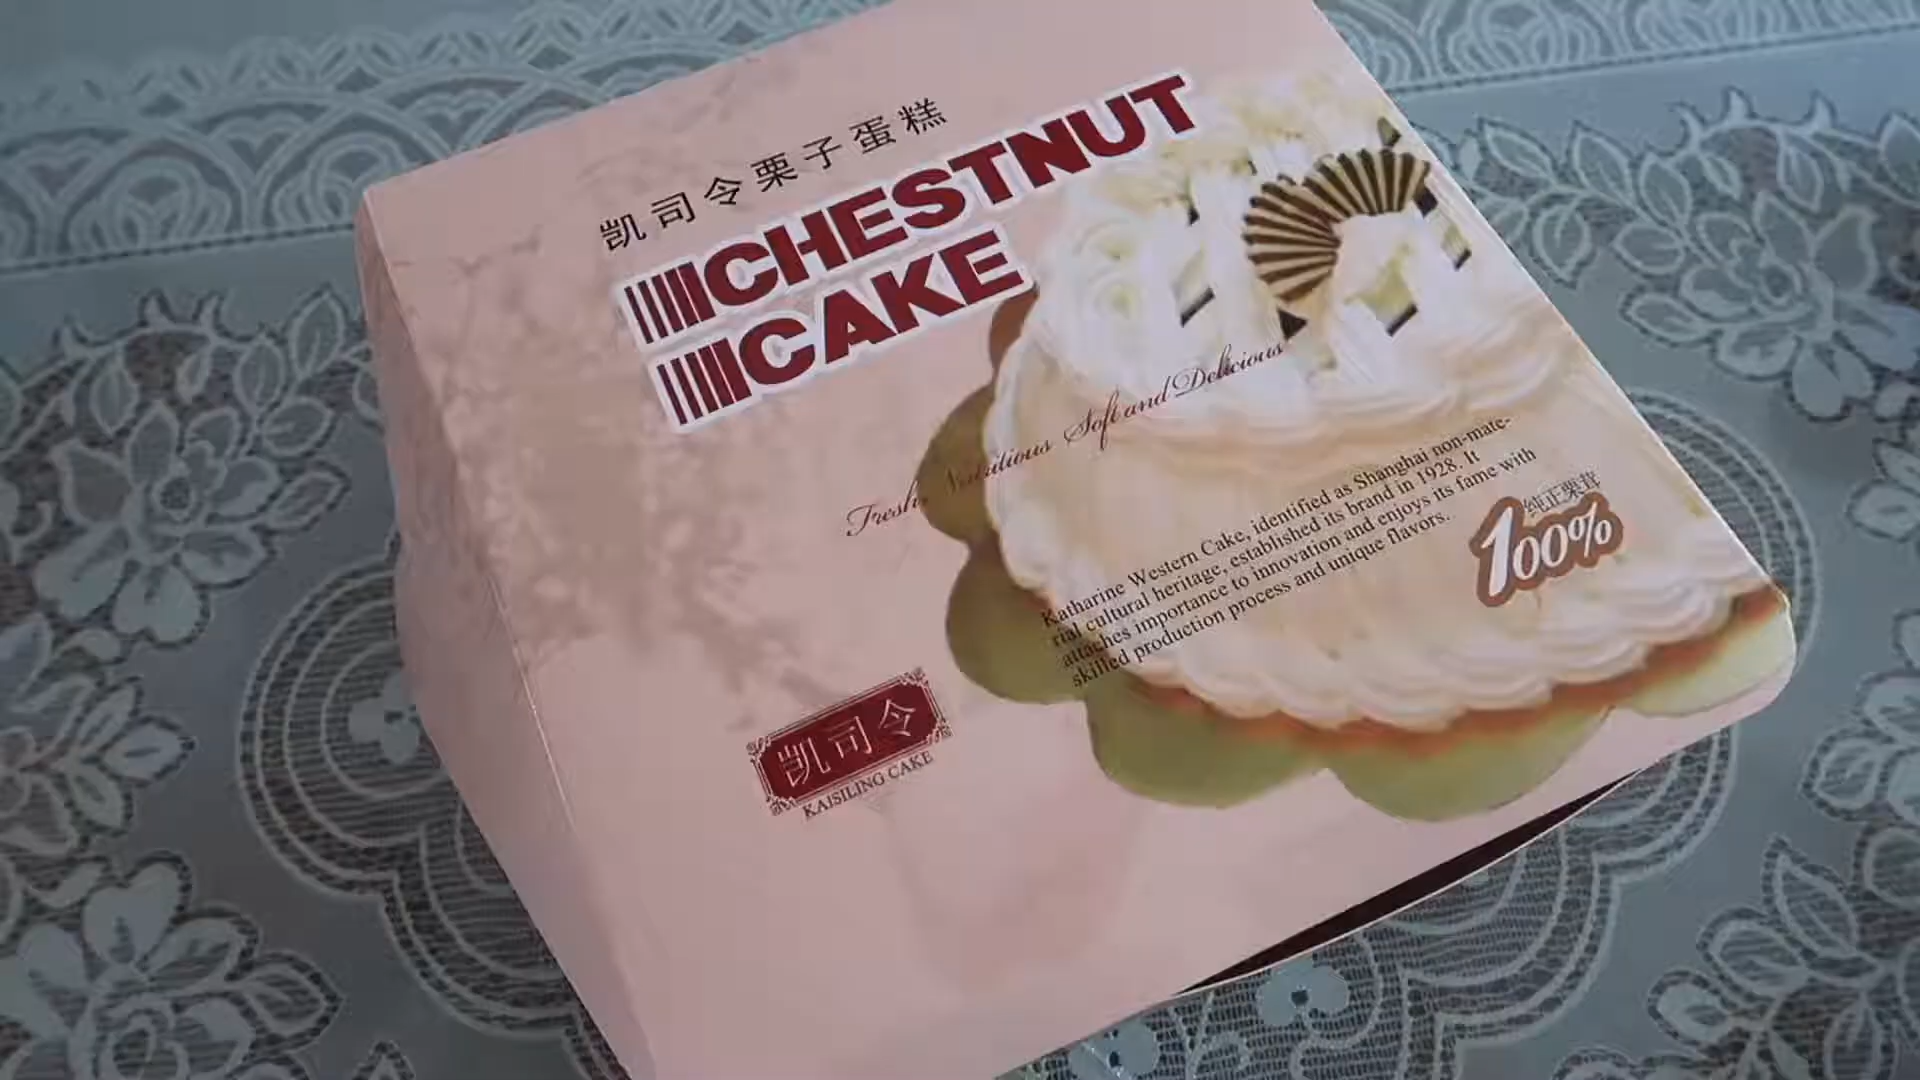 凯司令栗子蛋糕
CHESTNUT
CAKE
Fresh Nutritious Soft and Delicious
Katharine Western Cake, identified as Shanghai non-mate-
rial cultural heritage, established its brand in 1928. It
attaches importance to innovation and enjoys its fame with
skilled production process and unique flavors.
纯正栗茸
100%
凯司令
KAISILING CAKE